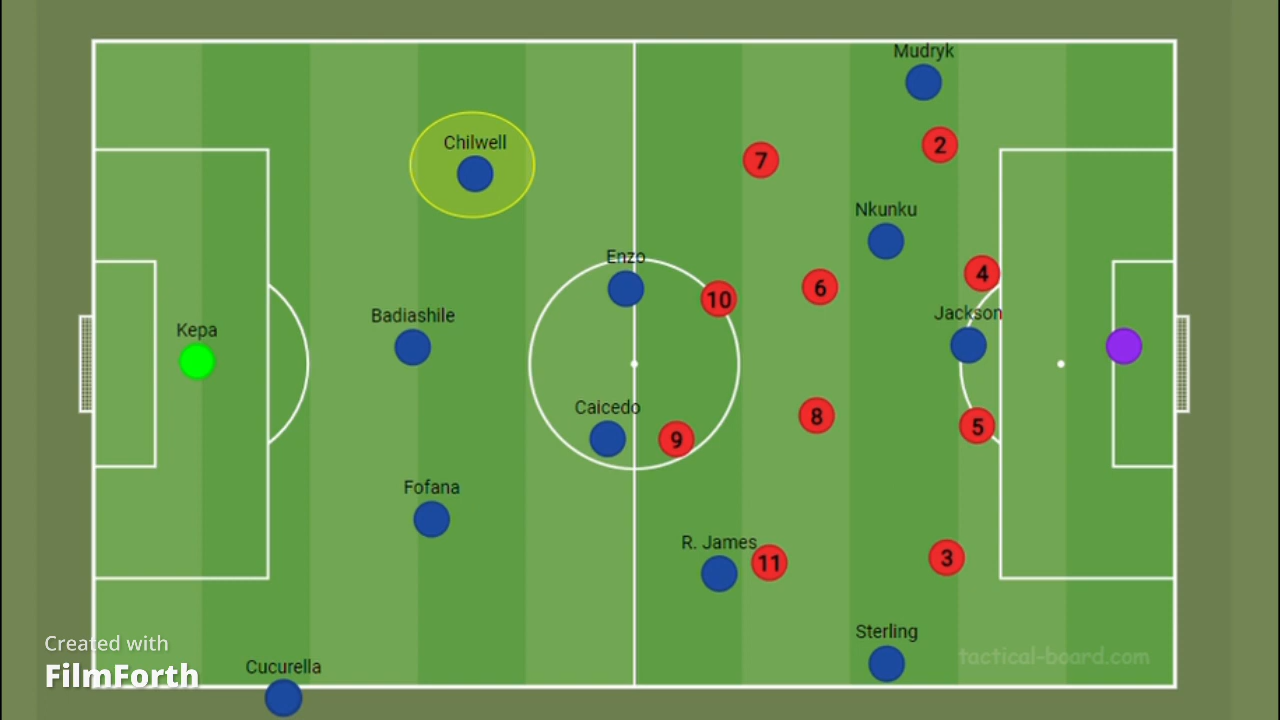 Mudryk
Chilwell
2
7
Nkunku
Enzo
4
6
10
Jackson
Badiashile
Kepa
Caicedo
8
5
9
Fofana
R. James
11
3
Sterling
Created with
FilmForth
tactical-board.com
Cucurella